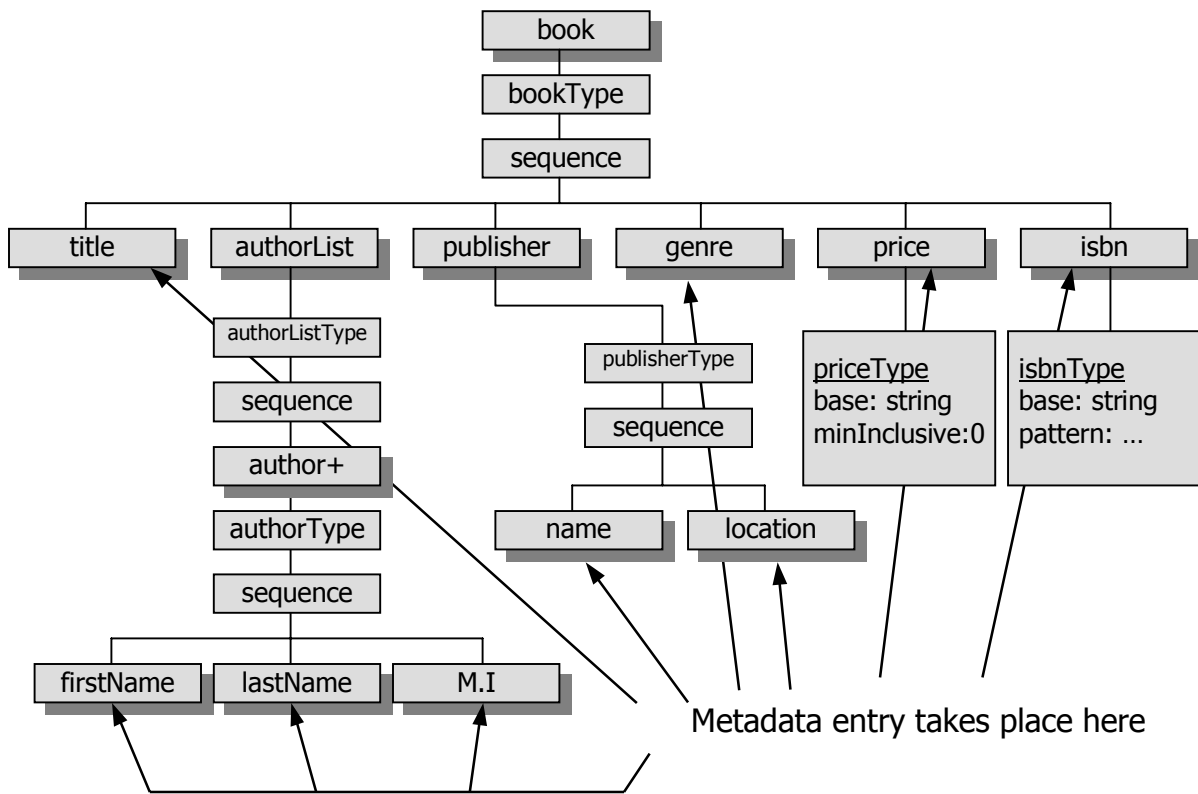 book
bookType
sequence
title
authorList
publisher
genre
price
isbn
authorListType
sequence
author+
authorType
sequence
firstName
lastName
M.I
publisherType
sequence
name
location
priceType
base: string
minInclusive:0
isbnType
base: string
pattern: ...
Metadata entry takes place here